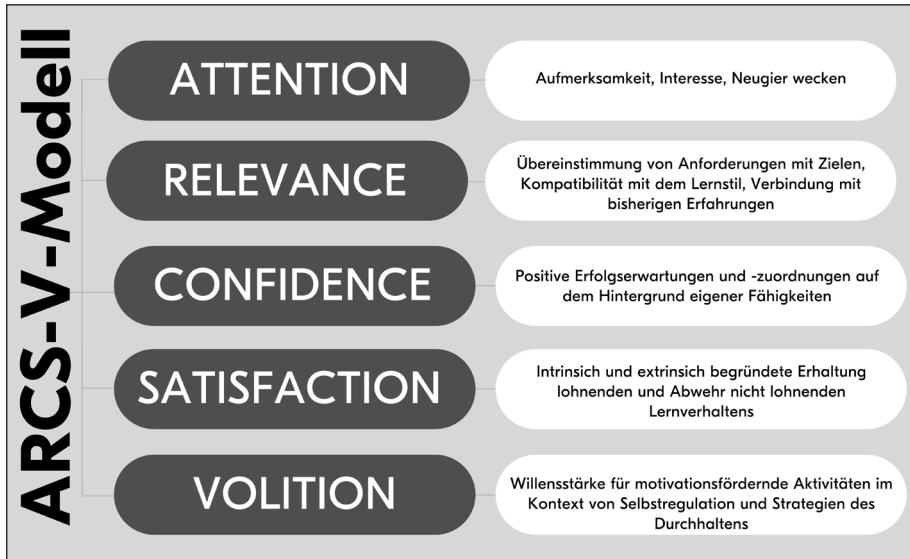 ARCS-V-Modell
ATTENTION
Aufmerksamkeit, Interesse, Neugier wecken
RELEVANCE
Übereinstimmung von Anforderungen mit Zielen,
Kompatibilität mit dem Lernstil, Verbindung mit
bisherigen Erfahrungen
CONFIDENCE
Positive Erfolgserwartungen und -zuordnungen auf
dem Hintergrund eigener Fähigkeiten
SATISFACTION
Intrinsich und extrinsich begründete Erhaltung
lohnenden und Abwehr nicht lohnenden
Lernverhaltens
VOLITION
Willensstärke für motivationsfördernde Aktivitäten im
Kontext von Selbstregulation und Strategien des
Durchhaltens